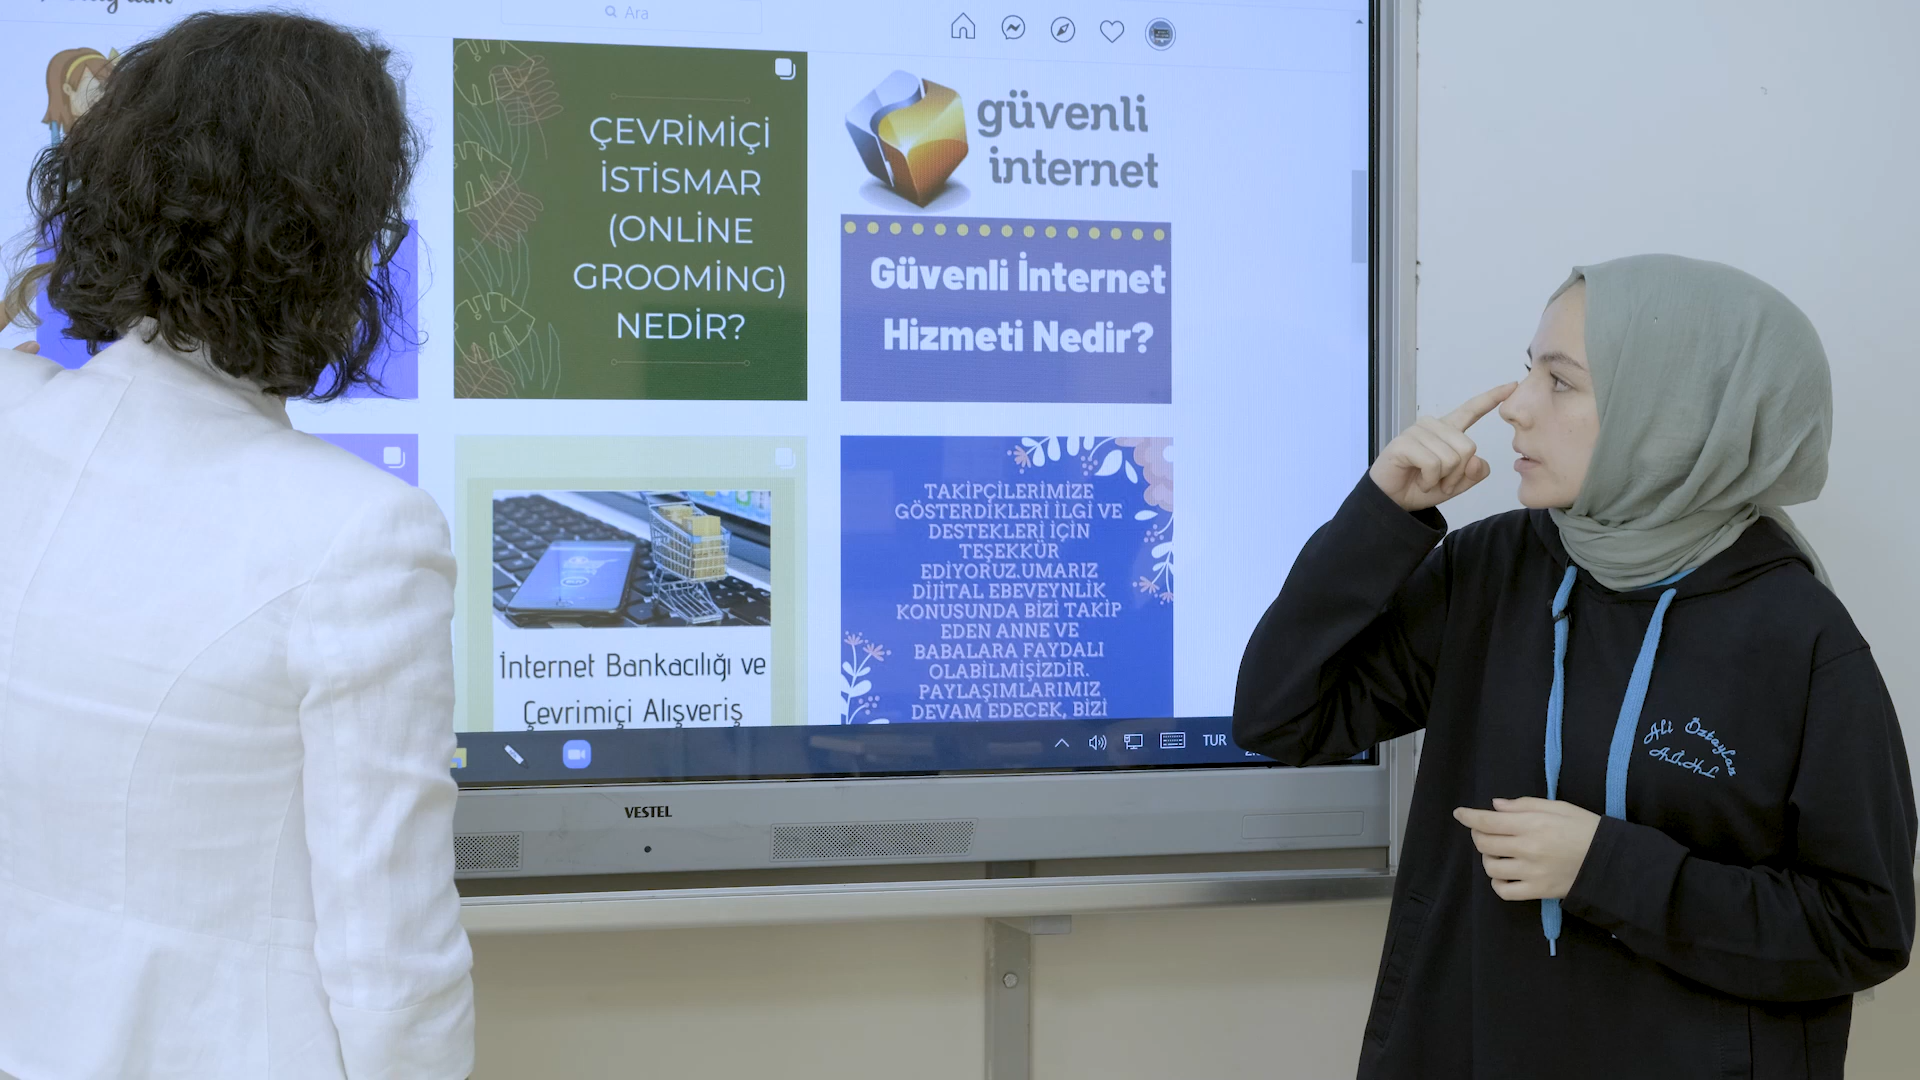 Ara
ÇEVRİMİÇİ
İSTİSMAR
(ONLİNE
GROOMİNG)
NEDİR?
güvenli
internet
Güvenli İnternet
Hizmeti Nedir?
İnternet Bankacılığı ve
Çevrimiçi Alışveriş
TAKİPÇİLERİMİZE
GÖSTERDİKLERİ İLGİ VE
DESTEKLERİ İÇİN
TEŞEKKÜR
EDİYORUZ.UMARIZ
DİJİTAL EBEVEYNLİK
KONUSUNDA BİZİ TAKİP
EDEN ANNE VE
BABALARA FAYDALI
OLABİLMİŞİZDİR.
PAYLAŞIMLARIMIZ
DEVAM EDECEK, BİZİ
TUR
VESTEL
Ali Öztaylan
A.İ.H.L